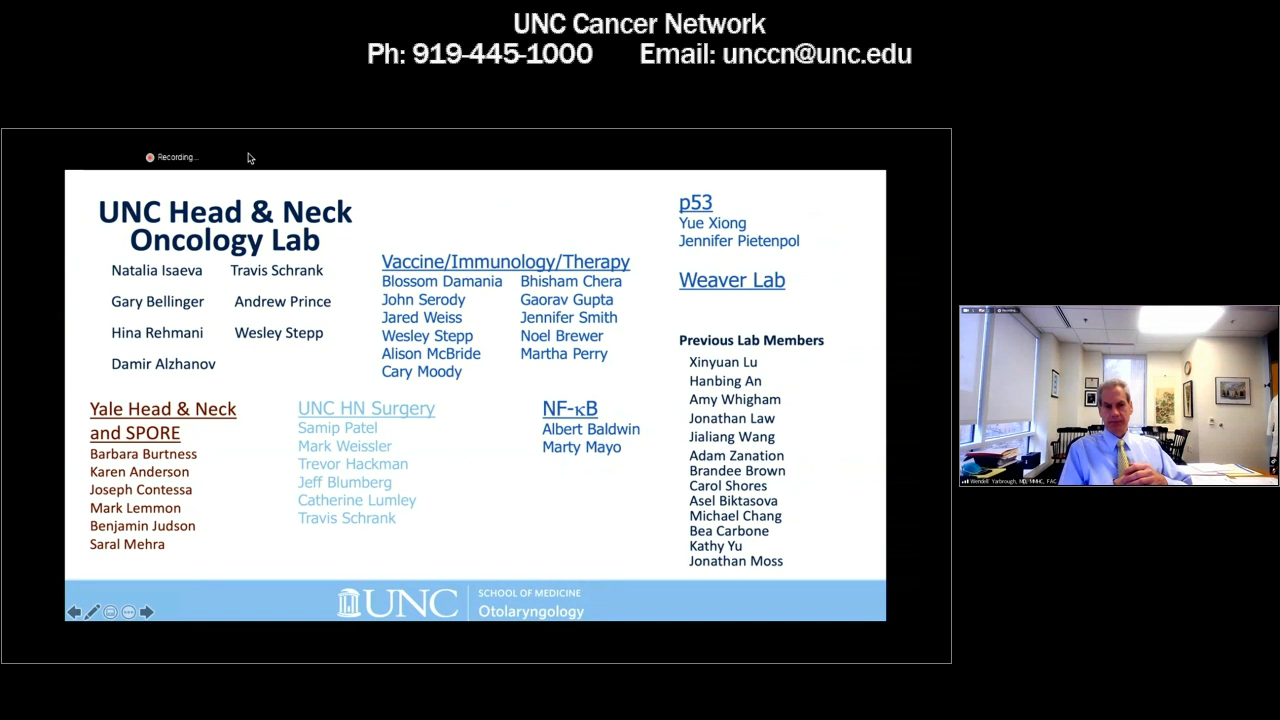 UNC Cancer Network
Ph: 919-445-1000 Email: unccn@unc.edu
Recording...
UNC Head & Neck
Oncology Lab
Natalia Isaeva Travis Schrank
Gary Bellinger Andrew Prince
Hina Rehmani Wesley Stepp
Damir Alzhanov
Vaccine/Immunology/Therapy
Blossom Damania Bhisham Chera
John Serody Gaorav Gupta
Jared Weiss Jennifer Smith
Wesley Stepp Noel Brewer
Alison McBride Martha Perry
Cary Moody
p53
Yue Xiong
Jennifer Pietenpol
Weaver Lab
Previous Lab Members
Xinyuan Lu
Hanbing An
Amy Whigham
Jonathan Law
Jialiang Wang
Adam Zanation
Brandee Brown
Carol Shores
Asel Biktasova
Michael Chang
Bea Carbone
Kathy Yu
Jonathan Moss
Yale Head & Neck
and SPORE
Barbara Burtness
Karen Anderson
Joseph Contessa
Mark Lemmon
Benjamin Judson
Saral Mehra
UNC HN Surgery
Samip Patel
Mark Weissler
Trevor Hackman
Jeff Blumberg
Catherine Lumley
Travis Schrank
NF-κB
Albert Baldwin
Marty Mayo
UNC SCHOOL OF MEDICINE
Otolaryngology
Wendell Yarbrough, MD, MMHC, FAC